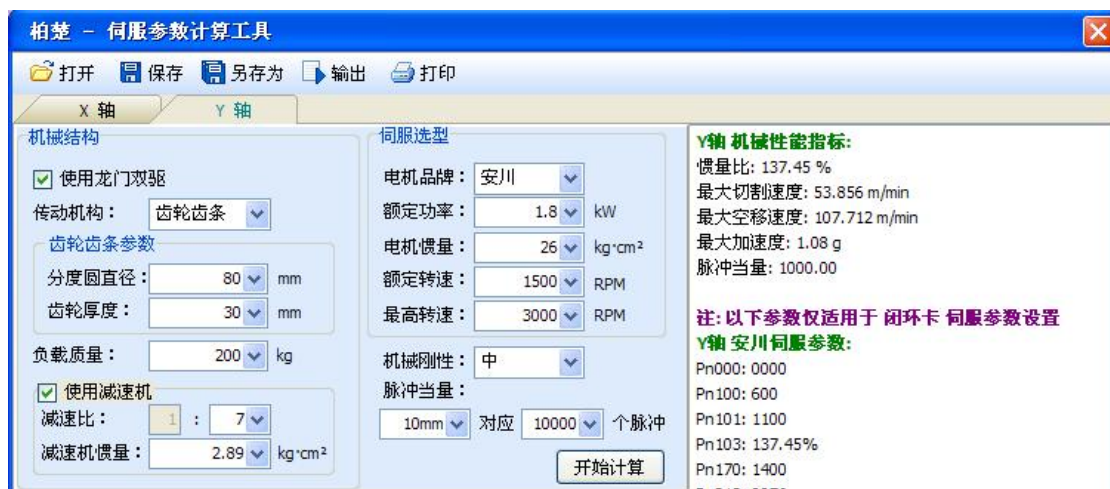 柏楚 - 伺服参数计算工具
打开 保存 另存为 输出 打印
X 轴 Y 轴
机械结构
使用龙门双驱
传动机构： 齿轮齿条
齿轮齿条参数
分度圆直径： 80 mm
齿轮厚度： 30 mm
负载质量： 200 kg
使用减速机
减速比： 1 : 7
减速机惯量： 2.89 kg·cm²
伺服选型
电机品牌： 安川
额定功率： 1.8 kW
电机惯量： 26 kg·cm²
额定转速： 1500 RPM
最高转速： 3000 RPM
机械刚性： 中
脉冲当量：
10mm 对应 10000 个脉冲
开始计算
Y轴 机械性能指标:
惯量比: 137.45 %
最大切割速度: 53.856 m/min
最大空移速度: 107.712 m/min
最大加速度: 1.08 g
脉冲当量: 1000.00
注: 以下参数仅适用于 闭环卡 伺服参数设置
Y轴 安川伺服参数:
Pn000: 0000
Pn100: 600
Pn101: 1100
Pn103: 137.45%
Pn170: 1400